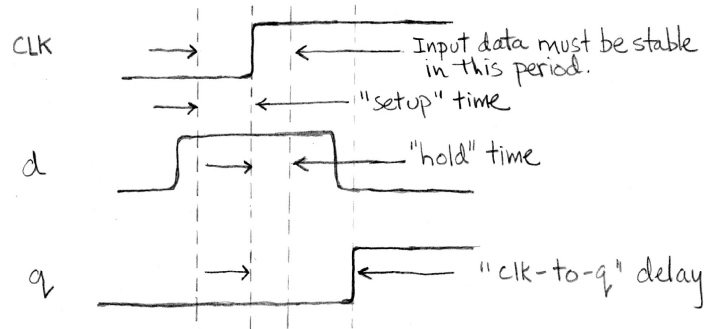 CLK
Input data must be stable
in this period.
"setup" time
d
"hold" time
q
"clk-to-q" delay